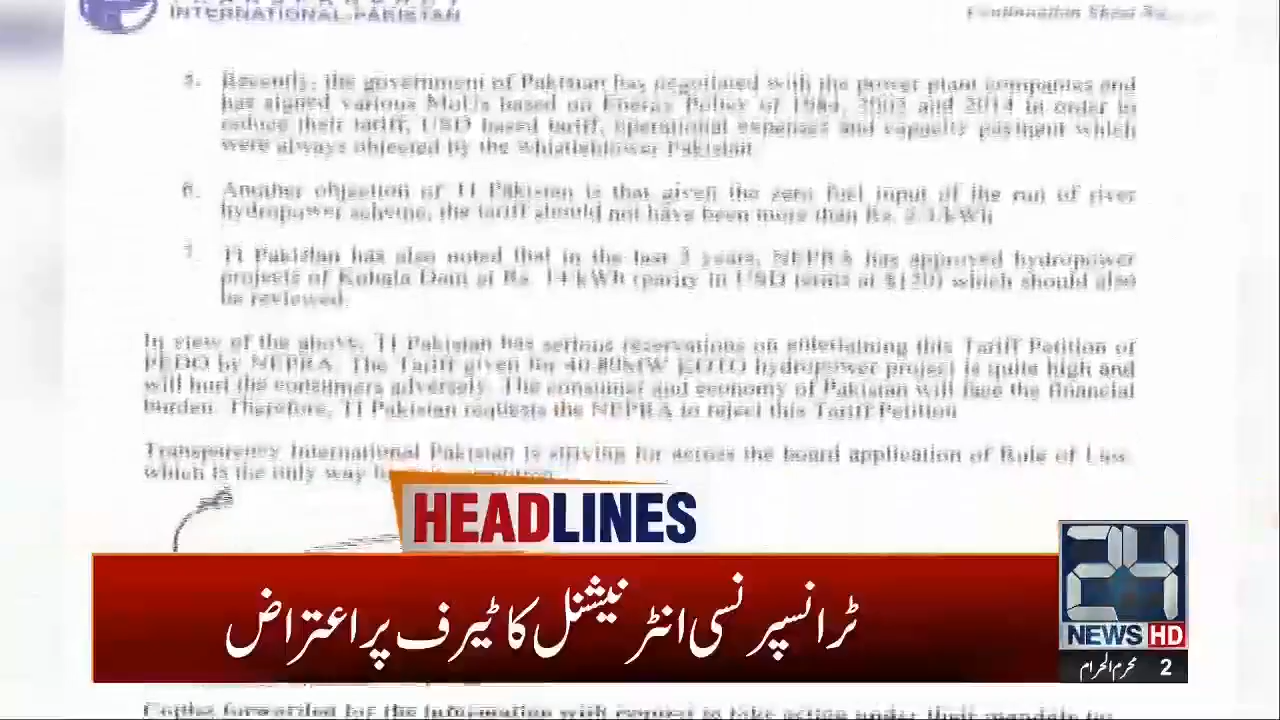 INTERNATIONAL-PAKISTAN
Continuation Sheet No
Recently, the government of Pakistan has negotiated with the power plant companies and
has signed various MoUs based on Energy Policy of 1984, 2002 and 2014 in order to
reduce their tariff, USD based tariff, operational expenses and capacity payment which
were always objected by the whistleblower Pakistan
6. Another objection of TI Pakistan is that given the zero fuel input of the run of river
hydropower scheme, the tariff should not have been more than Rs. kWh
TI Pakistan has also noted that in the last 3 years, NEPRA has approved hydropower
projects of Kohala Dam at Rs. 14 kWh (parity in USD terms at $120) which should also
be reviewed.
In view of the above, TI Pakistan has serious reservations on entertaining this Tariff Petition of
PEDO by NEPRA. The Tariff given for 40.80MW KOTO hydropower project is quite high and
will hurt the consumers adversely. The consumer and economy of Pakistan will face the financial
burden. Therefore, TI Pakistan requests the NEPRA to reject this Tariff Petition
Transparency International Pakistan is striving for across the board application of Rule of Law,
which is the only way
HEADLINES
ٹرانسپرنسی انٹرنیشنل کا ٹیرف پر اعتراض
24
NEWS HD
2 محرم الحرام
Copies forwarded for the information with request to take action under their mandate to